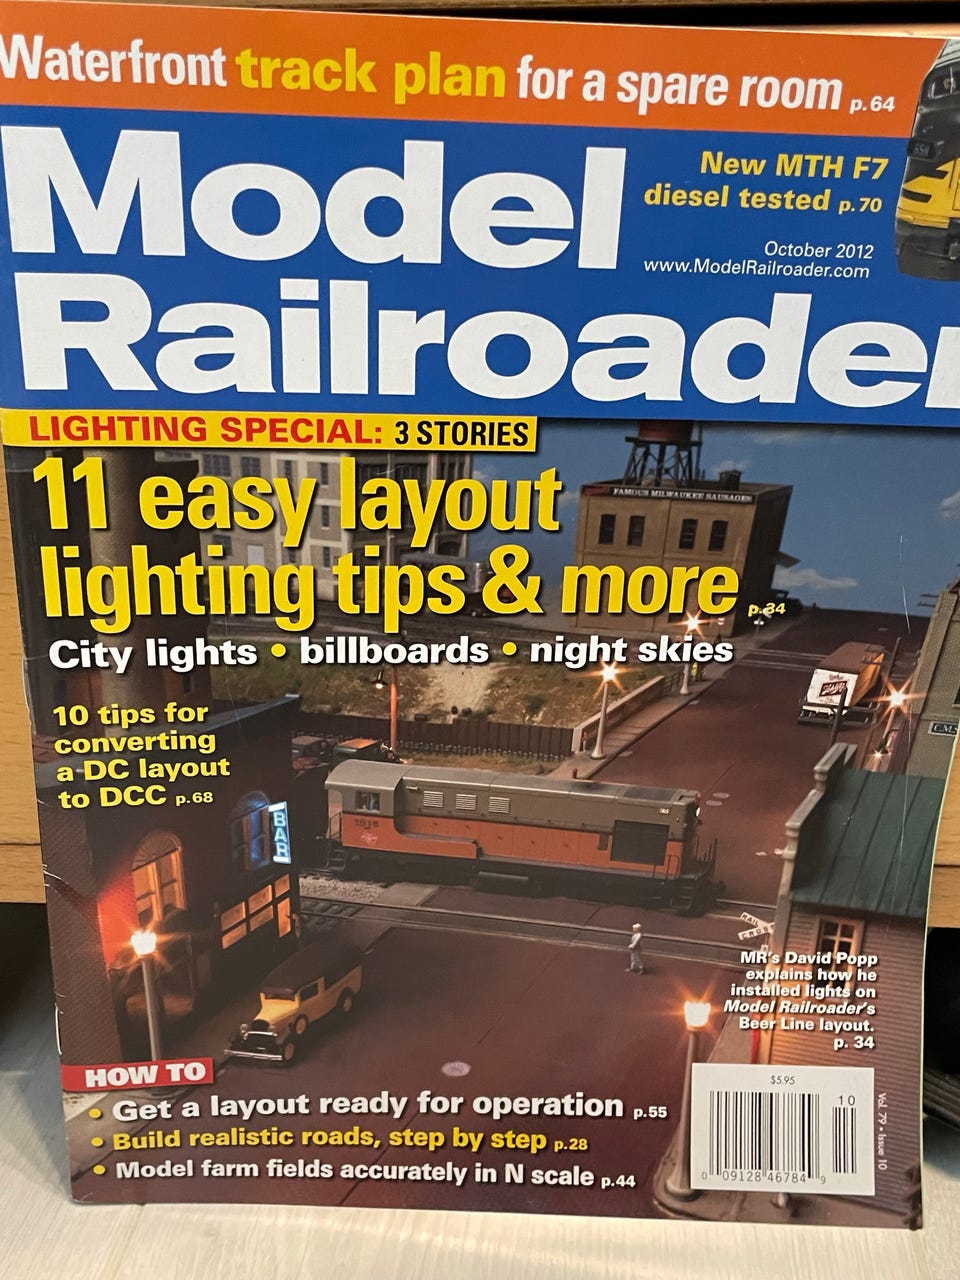 Waterfront track plan for a spare room p.64
Model
Railroader
New MTH F7
diesel tested p.70
October 2012
www.ModelRailroader.com
LIGHTING SPECIAL: 3 STORIES
11 easy layout
lighting tips & more p.34
City lights • billboards • night skies
10 tips for
converting
a DC layout
to DCC p.68
FAMOUS MILWAUKEE SAUSAGES
Schlitz
BAR
1816
650
MR's David Popp
explains how he
installed lights on
Model Railroader's
Beer Line layout.
p. 34
HOW TO
• Get a layout ready for operation p.55
• Build realistic roads, step by step p.28
• Model farm fields accurately in N scale p.44
$5.95
10
0 09128 46784 9
Vol. 79 • Issue 10